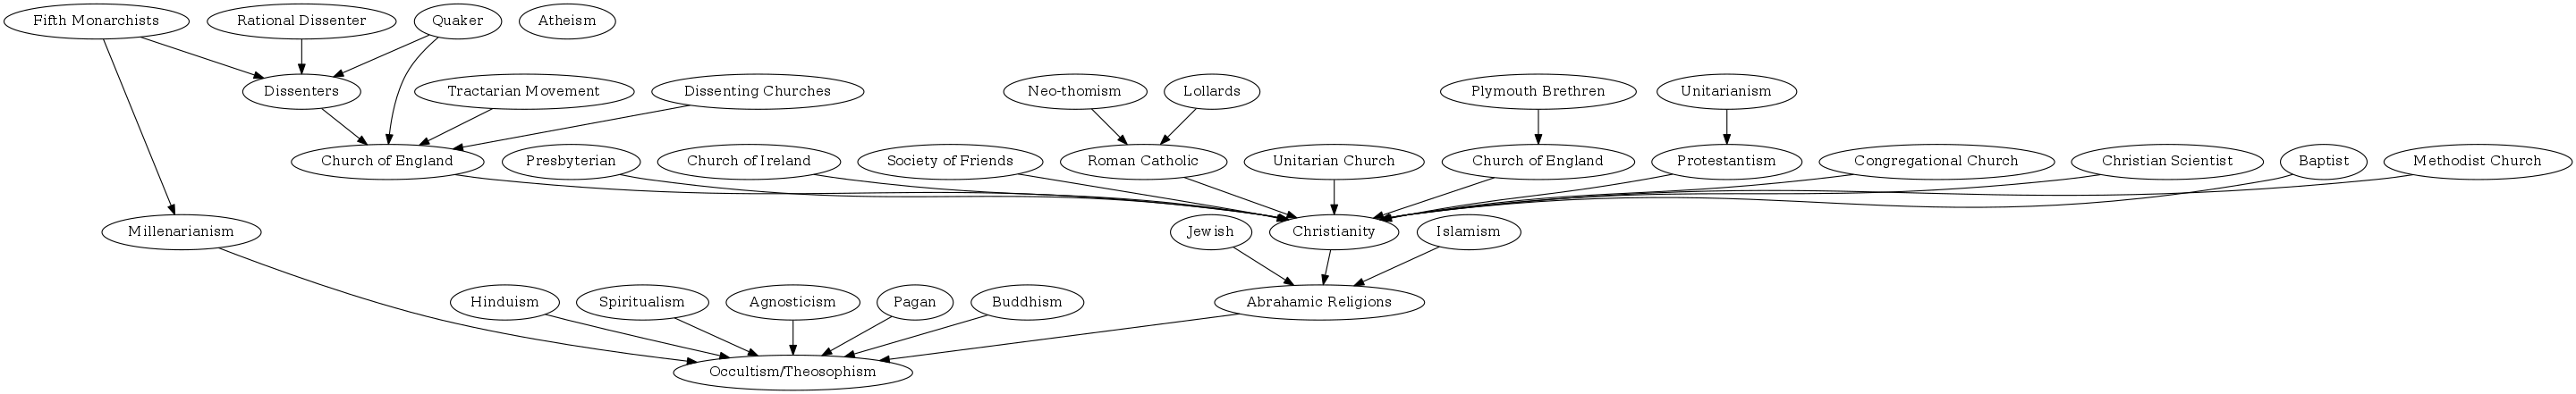 Fifth Monarchists
Rational Dissenter
Quaker
Atheism
Dissenters
Tractarian Movement
Dissenting Churches
Neo-thomism
Lollards
Plymouth Brethren
Unitarianism
Church of England
Presbyterian
Church of Ireland
Society of Friends
Roman Catholic
Unitarian Church
Church of England
Protestantism
Congregational Church
Christian Scientist
Baptist
Methodist Church
Millenarianism
Jewish
Christianity
Islamism
Hinduism
Spiritualism
Agnosticism
Pagan
Buddhism
Abrahamic Religions
Occultism/Theosophism